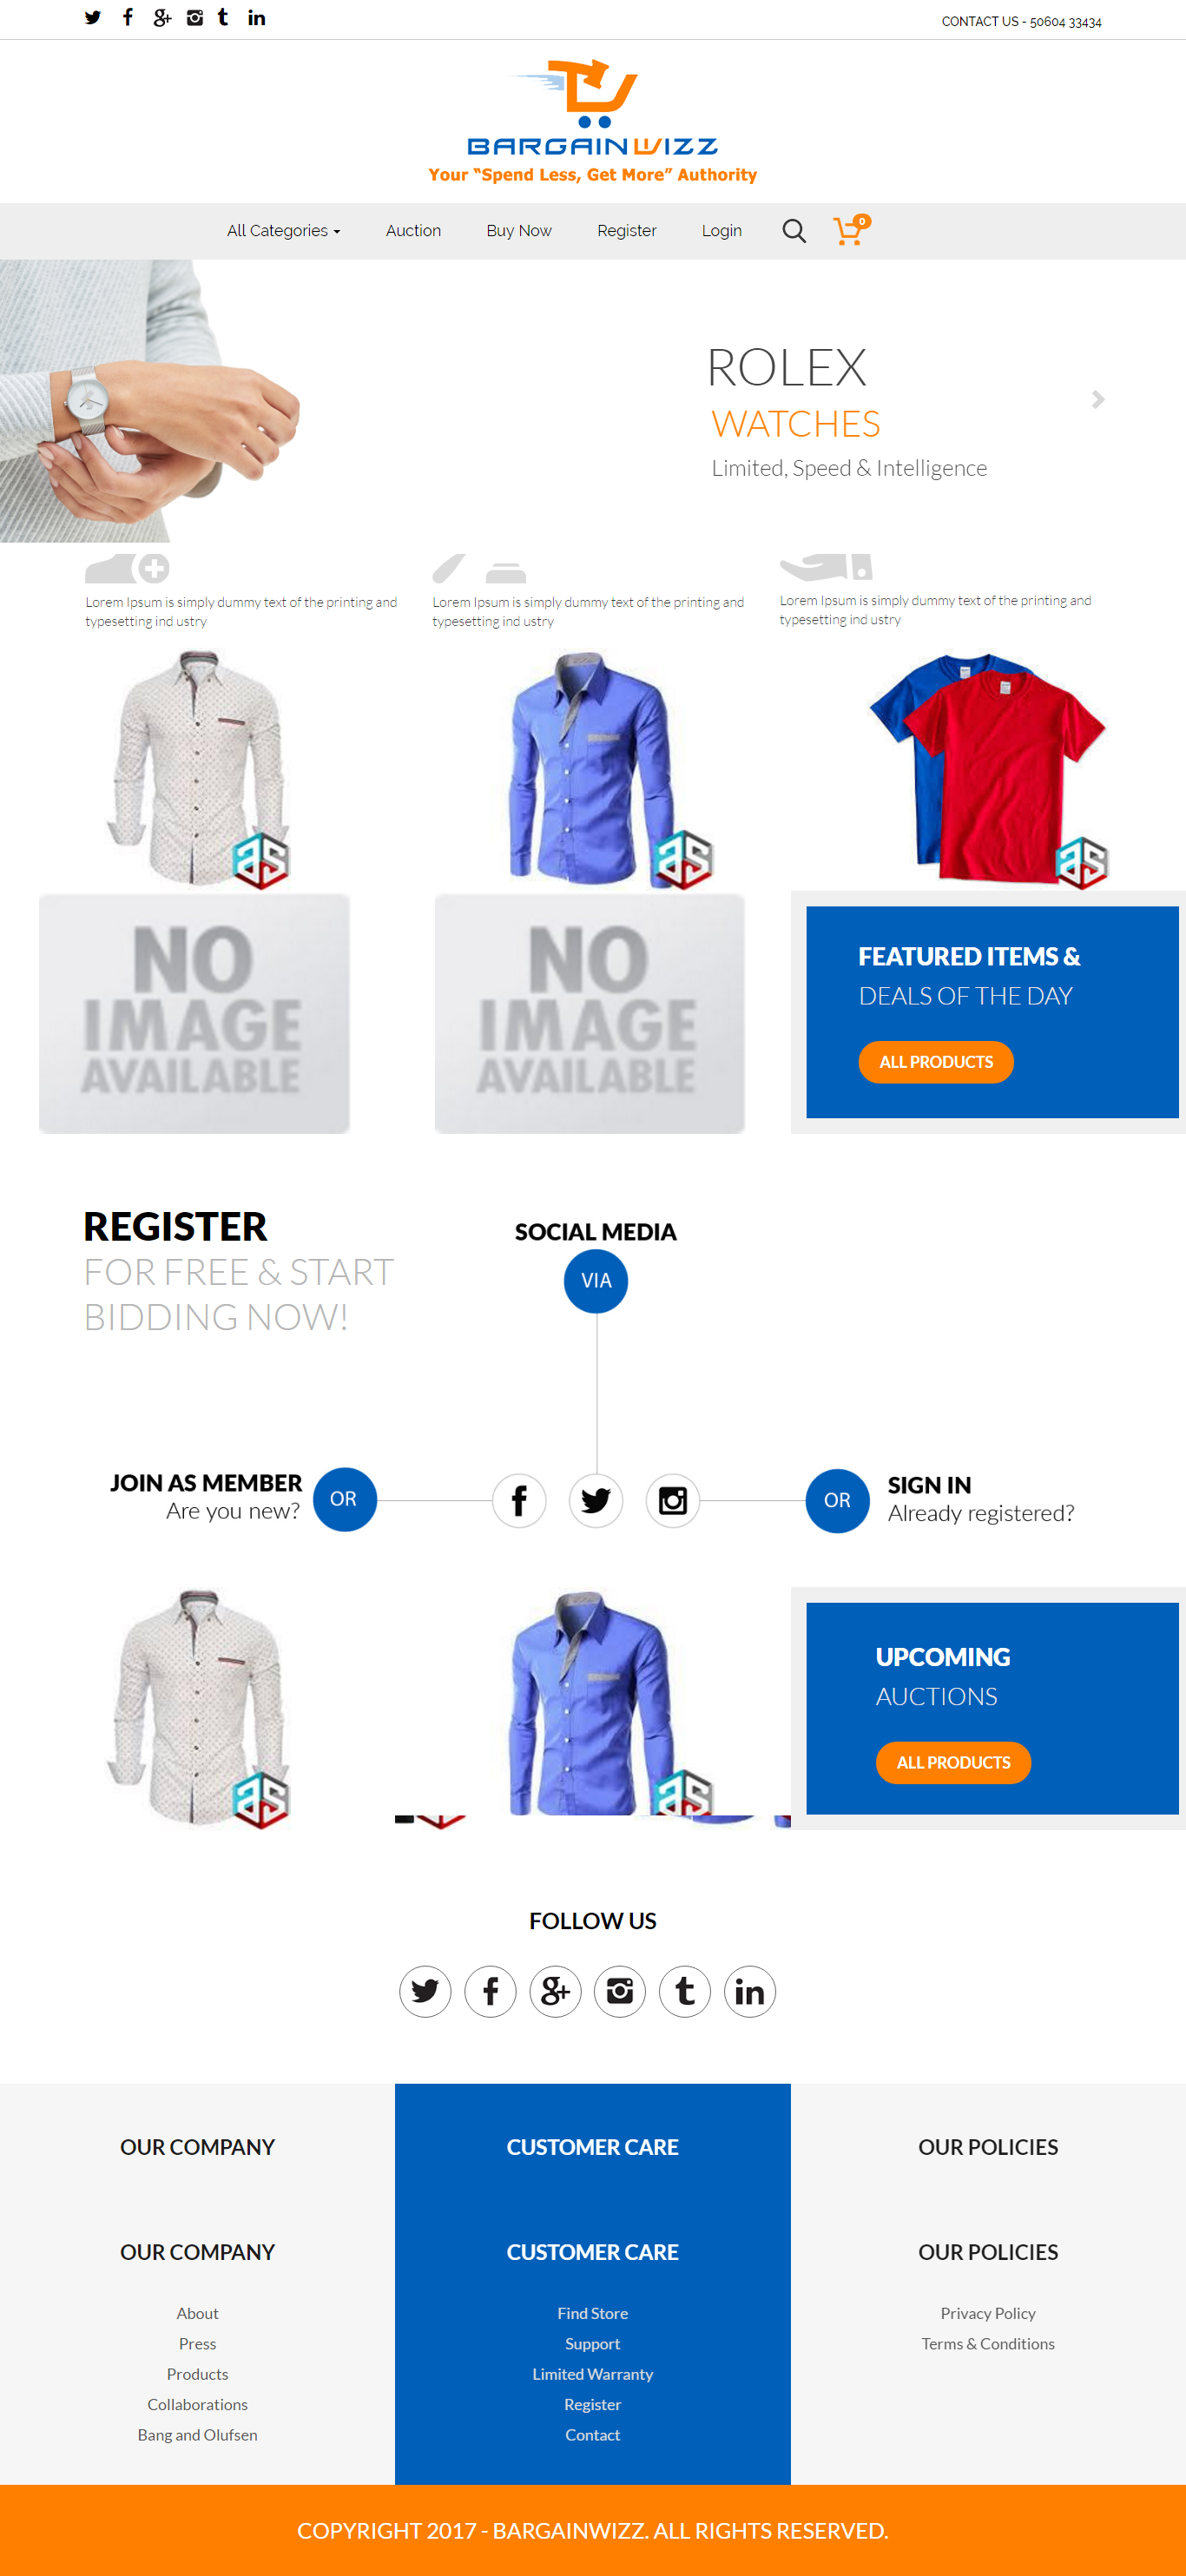 CONTACT US - 50604 33434
BARGAINWIZZ
Your “Spend Less, Get More” Authority
All Categories
Auction
Buy Now
Register
Login
0
ROLEX
WATCHES
Limited, Speed & Intelligence
Lorem Ipsum is simply dummy text of the printing and
typesetting ind ustry
Lorem Ipsum is simply dummy text of the printing and
typesetting ind ustry
Lorem Ipsum is simply dummy text of the printing and
typesetting ind ustry
as
as
as
NO
IMAGE
AVAILABLE
NO
IMAGE
AVAILABLE
FEATURED ITEMS &
DEALS OF THE DAY
ALL PRODUCTS
REGISTER
FOR FREE & START
BIDDING NOW!
SOCIAL MEDIA
VIA
JOIN AS MEMBER
Are you new?
OR
OR
SIGN IN
Already registered?
as
as
UPCOMING
AUCTIONS
ALL PRODUCTS
FOLLOW US
OUR COMPANY
CUSTOMER CARE
OUR POLICIES
OUR COMPANY
About
Press
Products
Collaborations
Bang and Olufsen
CUSTOMER CARE
Find Store
Support
Limited Warranty
Register
Contact
OUR POLICIES
Privacy Policy
Terms & Conditions
COPYRIGHT 2017 - BARGAINWIZZ. ALL RIGHTS RESERVED.